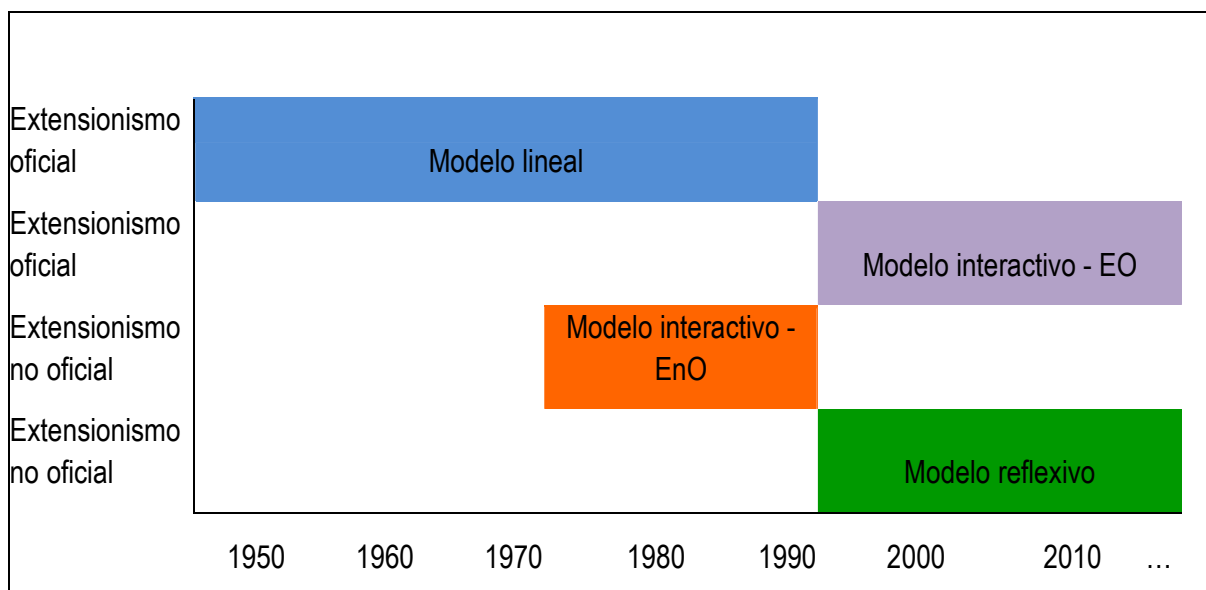 Extensionismo
oficial
Modelo lineal
Extensionismo
oficial
Modelo interactivo - EO
Extensionismo
no oficial
Modelo interactivo -
EnO
Extensionismo
no oficial
Modelo reflexivo
1950 1960 1970 1980 1990 2000 2010 ...